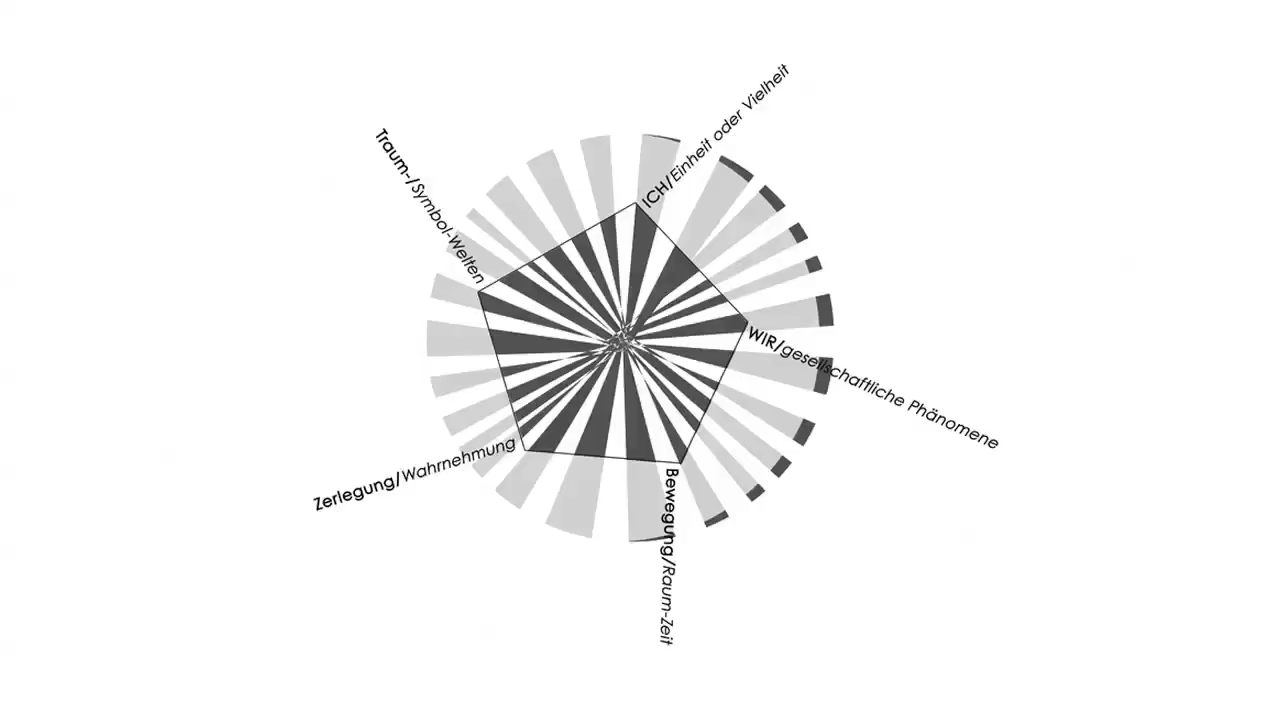 Traum-/Symbol-Welten
ICH/Einheit oder Vielheit
WIR/gesellschaftliche Phänomene
Bewegung/Raum-Zeit
Zerlegung/Wahrnehmung